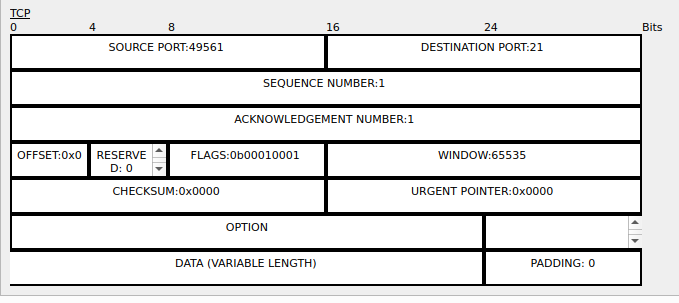 TCP
0 4 8 16 24 Bits
SOURCE PORT:49561 DESTINATION PORT:21
SEQUENCE NUMBER:1
ACKNOWLEDGEMENT NUMBER:1
OFFSET:0x0 RESERVE FLAGS:0b00010001 WINDOW:65535
D: 0
CHECKSUM:0x0000 URGENT POINTER:0x0000
OPTION
DATA (VARIABLE LENGTH) PADDING: 0